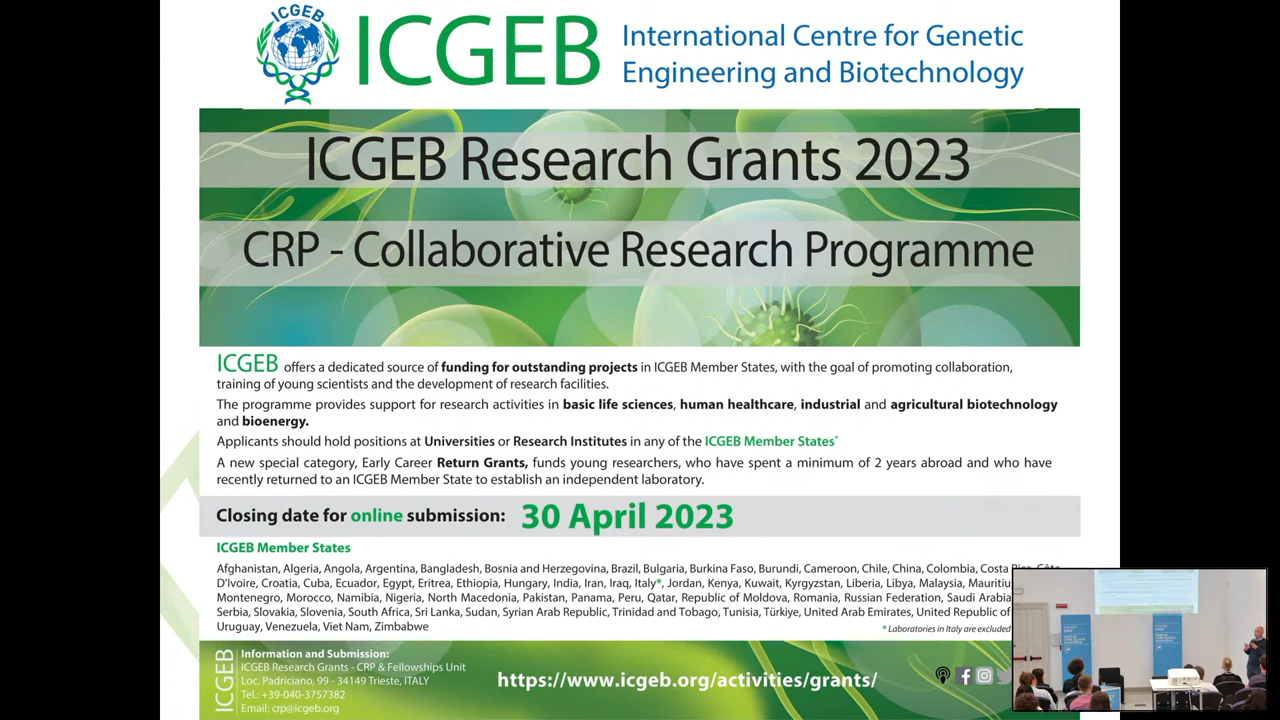 ICGEB
ICGEB
International Centre for Genetic
Engineering and Biotechnology
ICGEB Research Grants 2023
CRP - Collaborative Research Programme
ICGEB offers a dedicated source of funding for outstanding projects in ICGEB Member States, with the goal of promoting collaboration,
training of young scientists and the development of research facilities.
The programme provides support for research activities in basic life sciences, human healthcare, industrial and agricultural biotechnology
and bioenergy.
Applicants should hold positions at Universities or Research Institutes in any of the ICGEB Member States*
A new special category, Early Career Return Grants, funds young researchers, who have spent a minimum of 2 years abroad and who have
recently returned to an ICGEB Member State to establish an independent laboratory.
Closing date for online submission: 30 April 2023
ICGEB Member States
Afghanistan, Algeria, Angola, Argentina, Bangladesh, Bosnia and Herzegovina, Brazil, Bulgaria, Burkina Faso, Burundi, Cameroon, Chile, China, Colombia, Costa Rica, Côte
D'Ivoire, Croatia, Cuba, Ecuador, Egypt, Eritrea, Ethiopia, Hungary, India, Iran, Iraq, Italy*, Jordan, Kenya, Kuwait, Kyrgyzstan, Liberia, Libya, Malaysia, Mauritiu
Montenegro, Morocco, Namibia, Nigeria, North Macedonia, Pakistan, Panama, Peru, Qatar, Republic of Moldova, Romania, Russian Federation, Saudi Arabia
Serbia, Slovakia, Slovenia, South Africa, Sri Lanka, Sudan, Syrian Arab Republic, Trinidad and Tobago, Tunisia, Türkiye, United Arab Emirates, United Republic of
Uruguay, Venezuela, Viet Nam, Zimbabwe
* Laboratories in Italy are excluded
ICGEB
Information and Submission:
ICGEB Research Grants - CRP & Fellowships Unit
Loc. Padriciano, 99 - 34149 Trieste, ITALY
Tel.: +39-040-3757382
Email: crp@icgeb.org
https://www.icgeb.org/activities/grants/